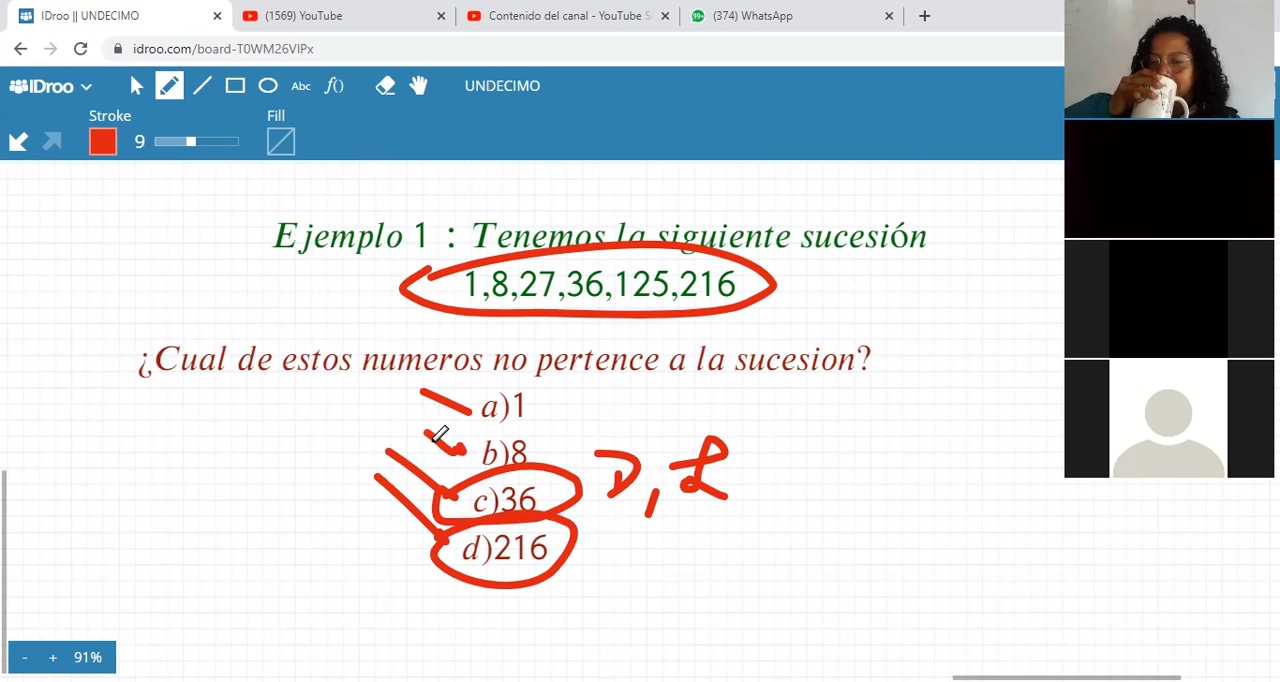 IDroo || UNDECIMO
(1569) YouTube
Contenido del canal - YouTube S
(374) WhatsApp
idroo.com/board-T0WM26VIPx
IDroo
Abc
f()
UNDECIMO
Stroke
Fill
9
Ejemplo 1 : Tenemos la siguiente sucesión
1,8,27,36,125,216
¿Cual de estos numeros no pertence a la sucesion?
a)1
b)8
c)36
d)216
- + 91%